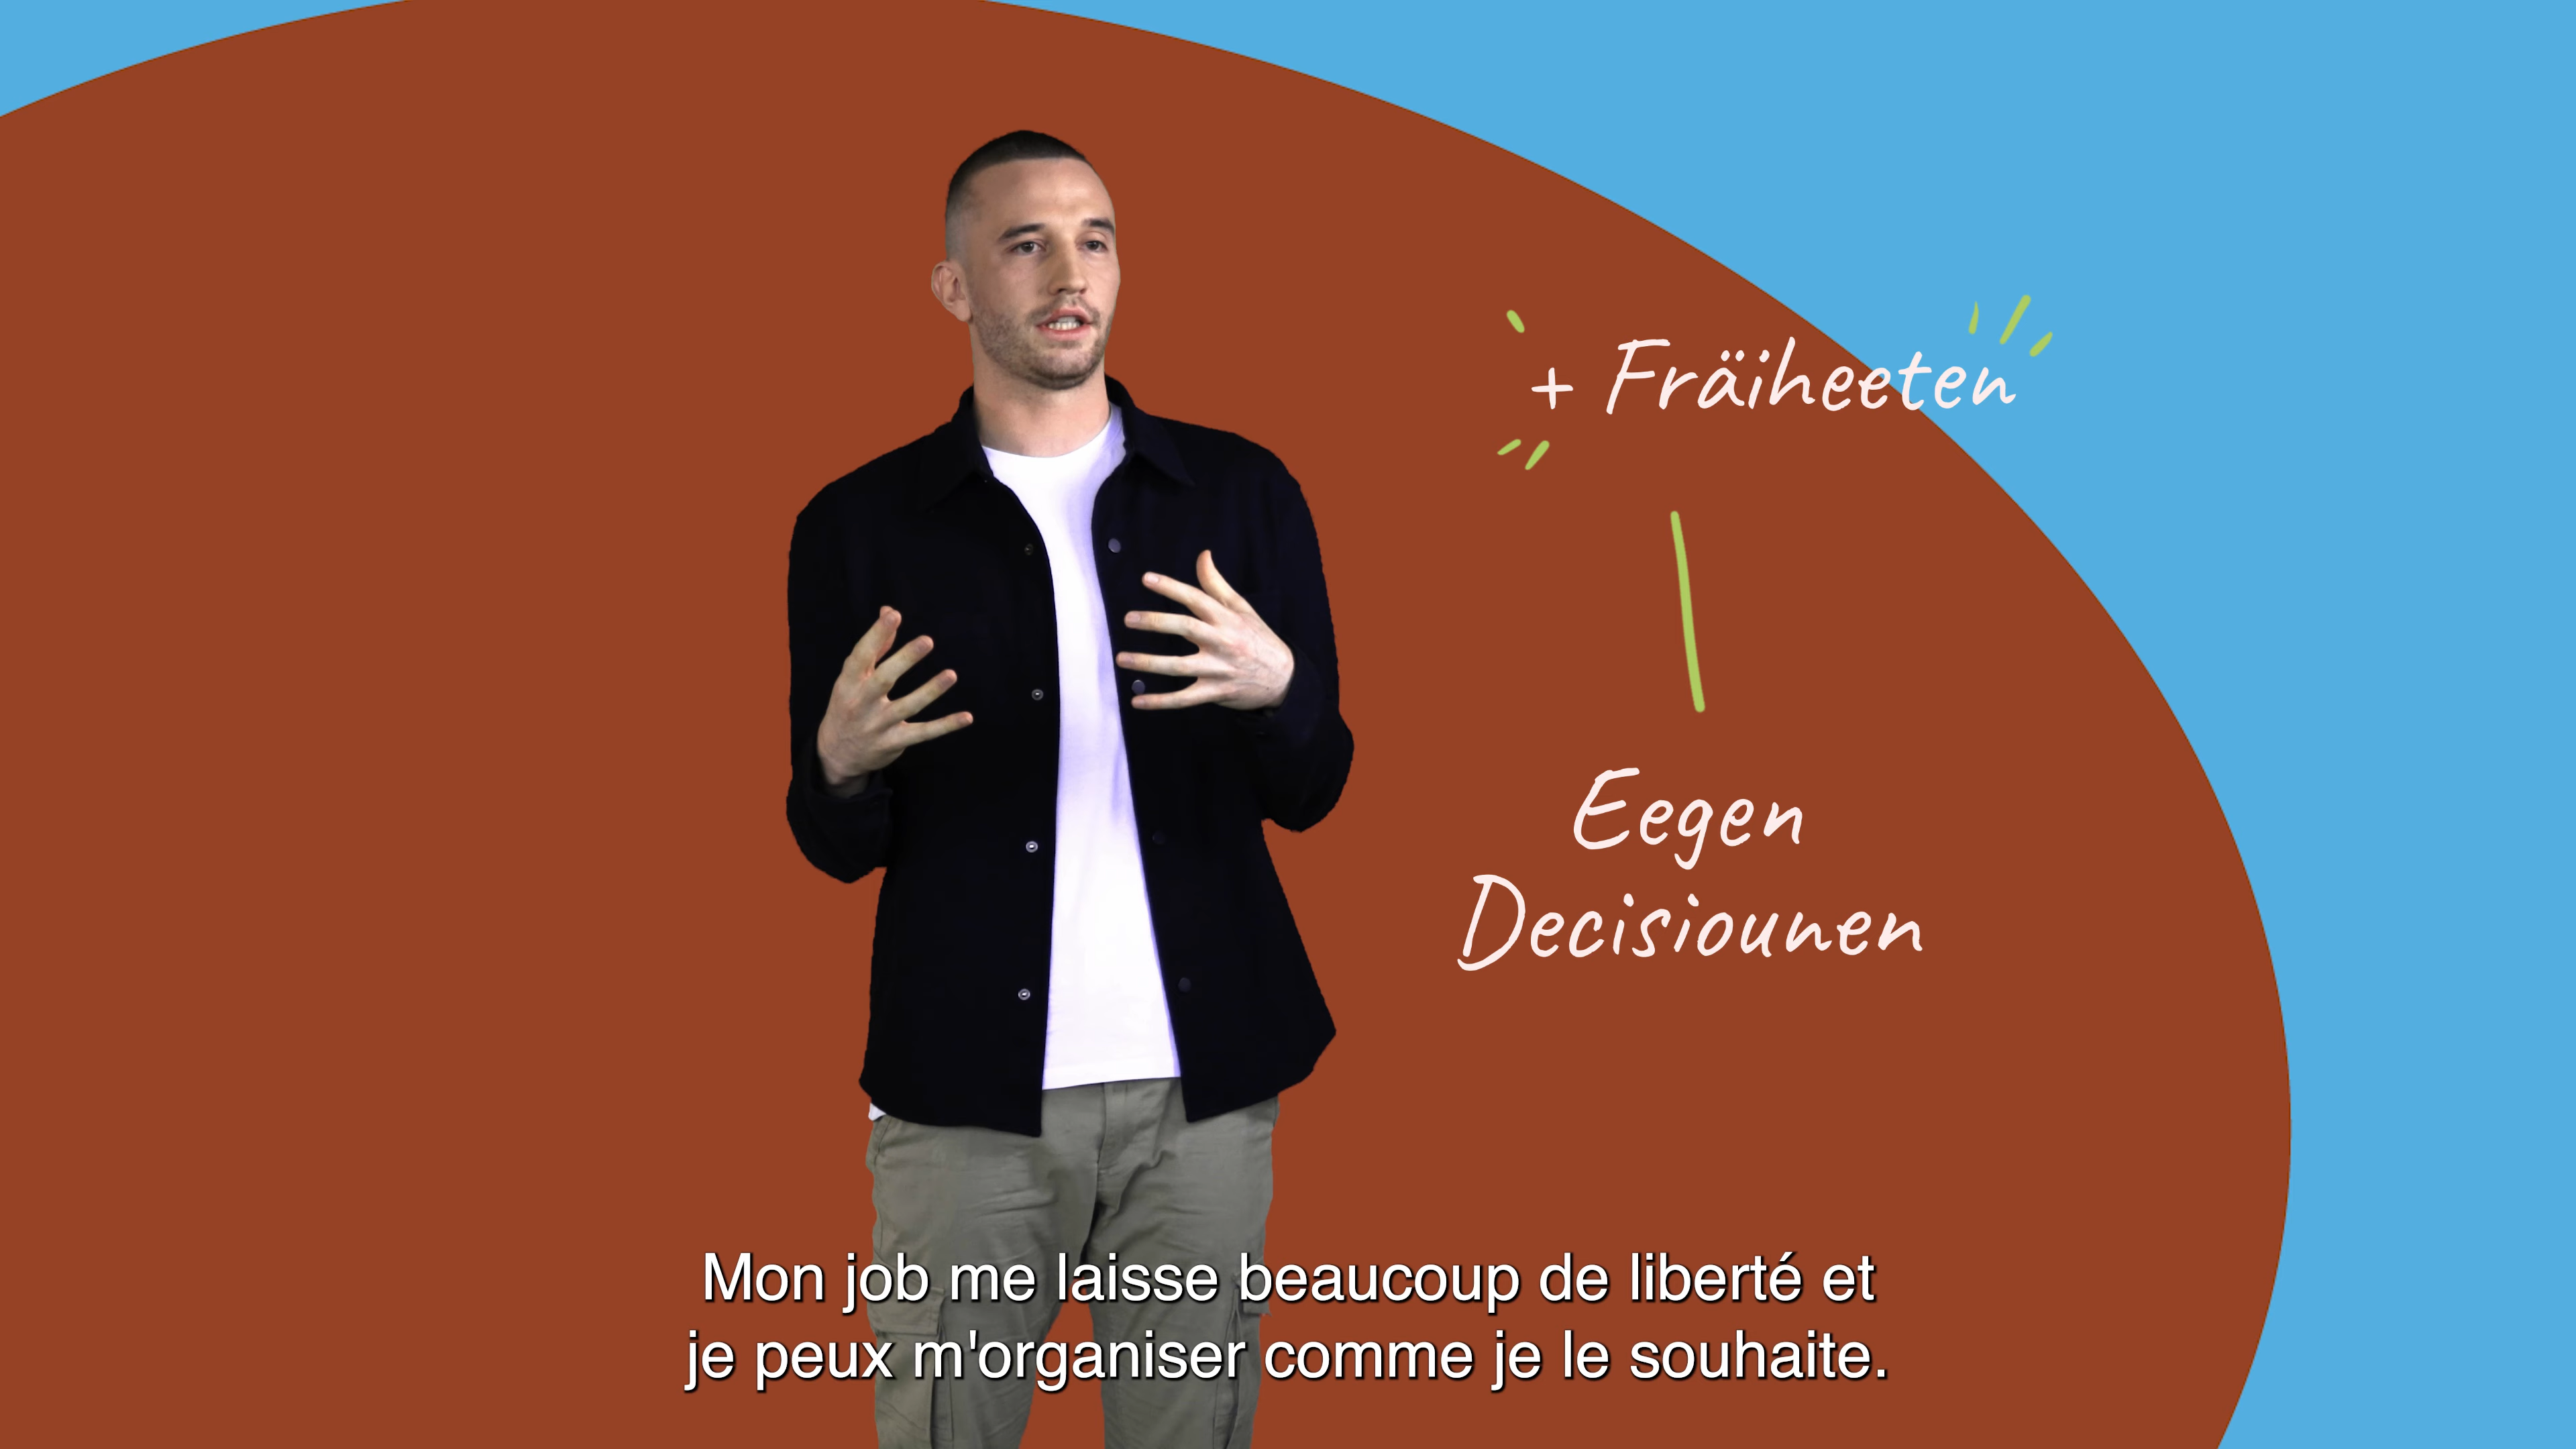 + Fräiheeten
Eegen
Decisiounen
Mon job me laisse beaucoup de liberté et
je peux m'organiser comme je le souhaite.